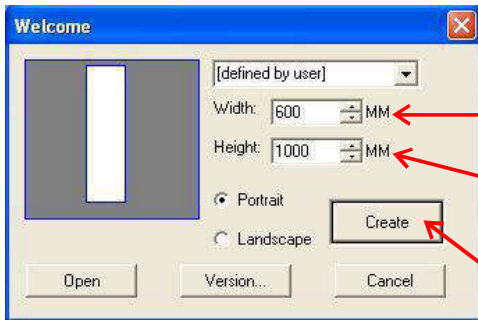 Welcome
[defined by user]
Width: 600 MM
Height: 1000 MM
Portrait
Landscape
Create
Open
Version...
Cancel